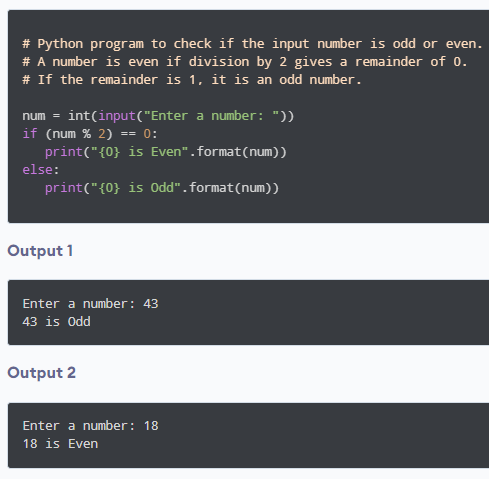 # Python program to check if the input number is odd or even.
# A number is even if division by 2 gives a remainder of 0.
# If the remainder is 1, it is an odd number.
num = int(input("Enter a number: "))
if (num % 2) == 0:
   print("{0} is Even".format(num))
else:
   print("{0} is Odd".format(num))
Output 1
Enter a number: 43
43 is Odd
Output 2
Enter a number: 18
18 is Even